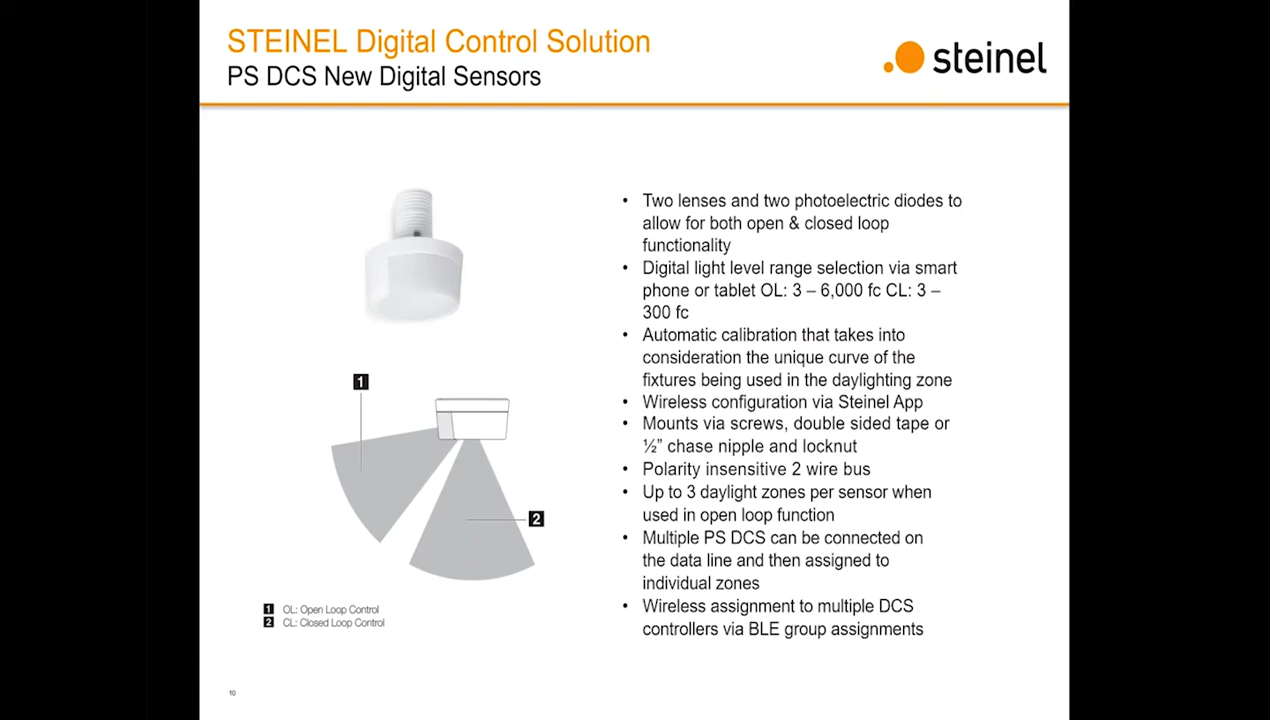 STEINEL Digital Control Solution
PS DCS New Digital Sensors
steinel
• Two lenses and two photoelectric diodes to
allow for both open & closed loop
functionality
• Digital light level range selection via smart
phone or tablet OL: 3 – 6,000 fc CL: 3 –
300 fc
• Automatic calibration that takes into
consideration the unique curve of the
fixtures being used in the daylighting zone
• Wireless configuration via Steinel App
• Mounts via screws, double sided tape or
½” chase nipple and locknut
• Polarity insensitive 2 wire bus
• Up to 3 daylight zones per sensor when
used in open loop function
• Multiple PS DCS can be connected on
the data line and then assigned to
individual zones
• Wireless assignment to multiple DCS
controllers via BLE group assignments
1
2
1 OL: Open Loop Control
2 CL: Closed Loop Control
10